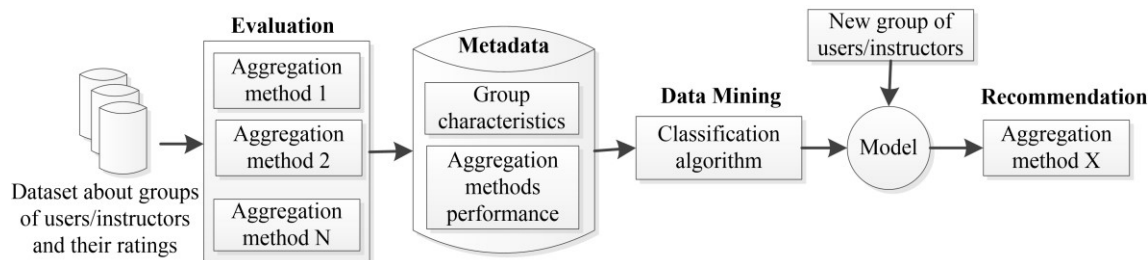 Evaluation
Aggregation
method 1
Aggregation
method 2
Aggregation
method N
Dataset about groups
of users/instructors
and their ratings
Metadata
Group
characteristics
Aggregation
methods
performance
Data Mining
Classification
algorithm
New group of
users/instructors
Model
Recommendation
Aggregation
method X